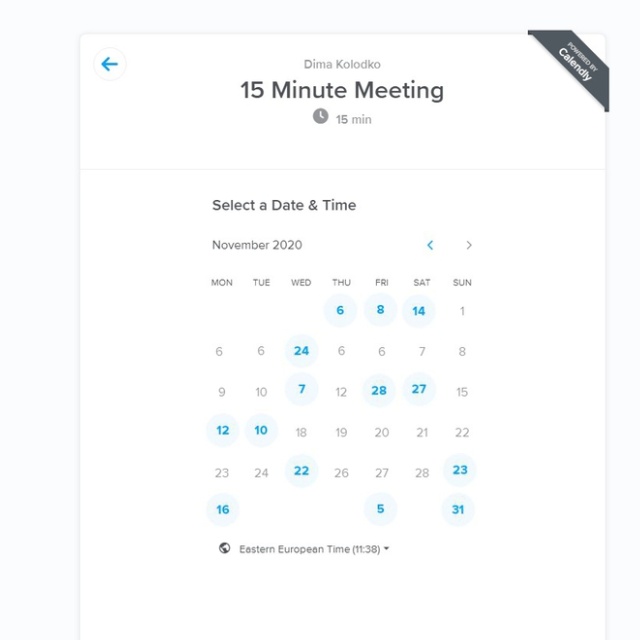 POWERED BY
Calendly
Dima Kolodko
15 Minute Meeting
15 min
Select a Date & Time
November 2020
MON TUE WED THU FRI SAT SUN
6 8 14 1
6 6 24 6 6 7 8
9 10 7 12 28 27 15
12 10 18 19 20 21 22
23 24 22 26 27 28 23
16 5 31
Eastern European Time (11:38)